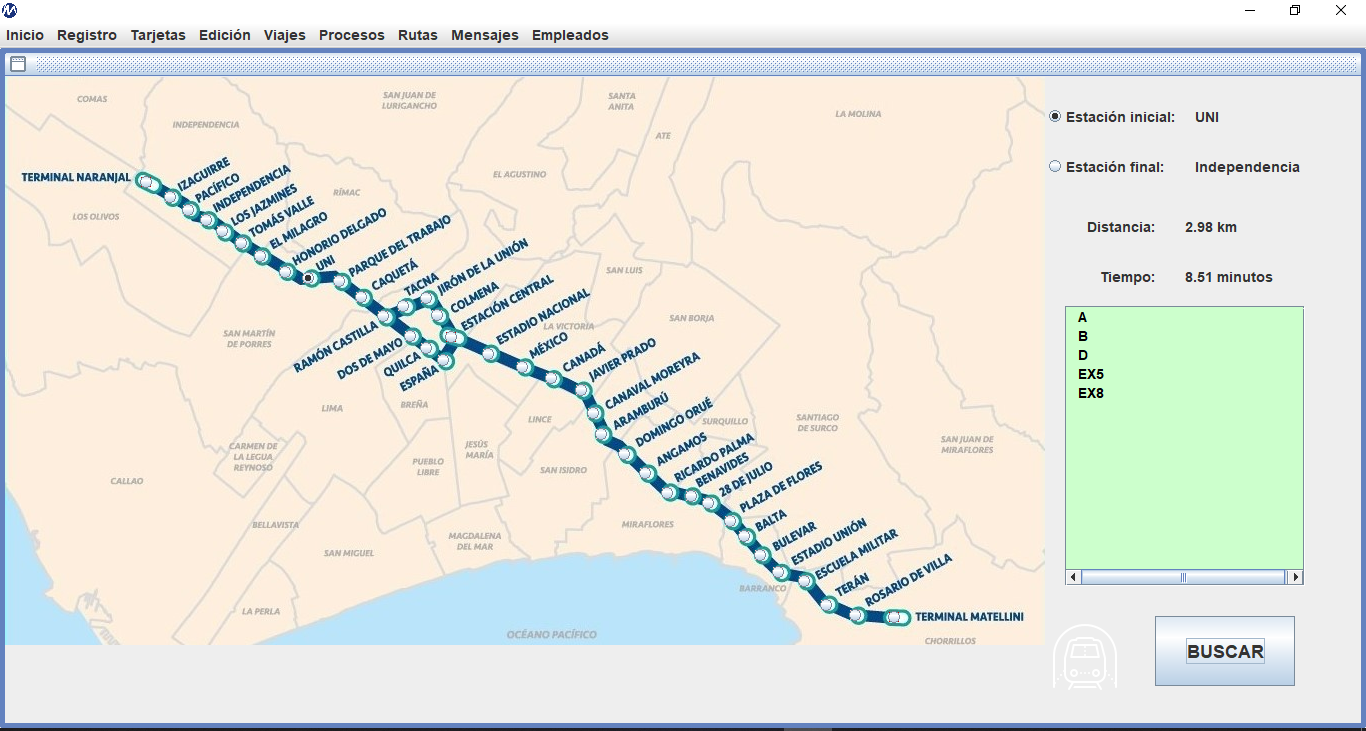 Inicio Registro Tarjetas Edición Viajes Procesos Rutas Mensajes Empleados
COMAS
SAN JUAN DE
LURIGANCHO
SANTA
ANITA
LA MOLINA
INDEPENDENCIA
ATE
EL AGUSTINO
RÍMAC
LOS OLIVOS
SAN LUIS
SAN BORJA
LA VICTORIA
SAN MARTÍN
DE PORRES
LIMA
BREÑA
LINCE
SURQUILLO
SANTIAGO
DE SURCO
SAN JUAN DE
MIRAFLORES
CARMEN DE
LA LEGUA
REYNOSO
JESÚS
MARÍA
PUEBLO
LIBRE
SAN ISIDRO
CALLAO
BELLAVISTA
MIRAFLORES
SAN MIGUEL
MAGDALENA
DEL MAR
BARRANCO
LA PERLA
OCÉANO PACÍFICO
CHORRILLOS
TERMINAL NARANJAL
IZAGUIRRE
PACÍFICO
INDEPENDENCIA
LOS JAZMINES
TOMÁS VALLE
EL MILAGRO
HONORIO DELGADO
UNI
PARQUE DEL TRABAJO
CAQUETÁ
RAMÓN CASTILLA
TACNA
JIRÓN DE LA UNIÓN
COLMENA
DOS DE MAYO
QUILCA
ESPAÑA
ESTACIÓN CENTRAL
ESTADIO NACIONAL
MÉXICO
CANADÁ
JAVIER PRADO
CANAVAL MOREYRA
ARAMBURÚ
DOMINGO ORUÉ
ANGAMOS
RICARDO PALMA
BENAVIDES
28 DE JULIO
PLAZA DE FLORES
BALTA
BULEVAR
ESTADIO UNIÓN
ESCUELA MILITAR
TERÁN
ROSARIO DE VILLA
TERMINAL MATELLINI
Estación inicial: UNI
Estación final: Independencia
Distancia: 2.98 km
Tiempo: 8.51 minutos
A
B
D
EX5
EX8
BUSCAR